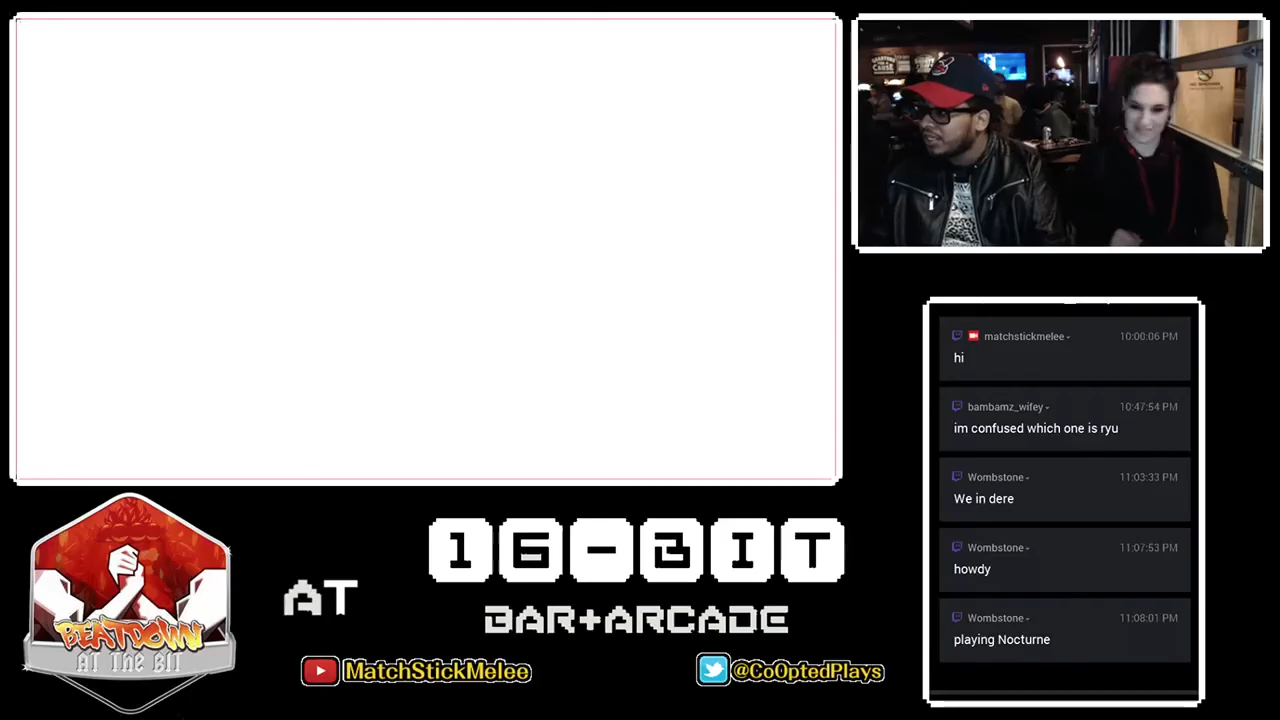 matchstickmelee
10:00:06 PM
hi
bambamz_wifey
10:47:54 PM
im confused which one is ryu
Wombstone
11:03:33 PM
We in dere
Wombstone
11:07:53 PM
howdy
Wombstone
11:08:01 PM
playing Nocturne
BEATDOWN
AT THE BIT
AT
16-BIT
BAR+ARCADE
MatchStickMelee
@CoOptedPlays